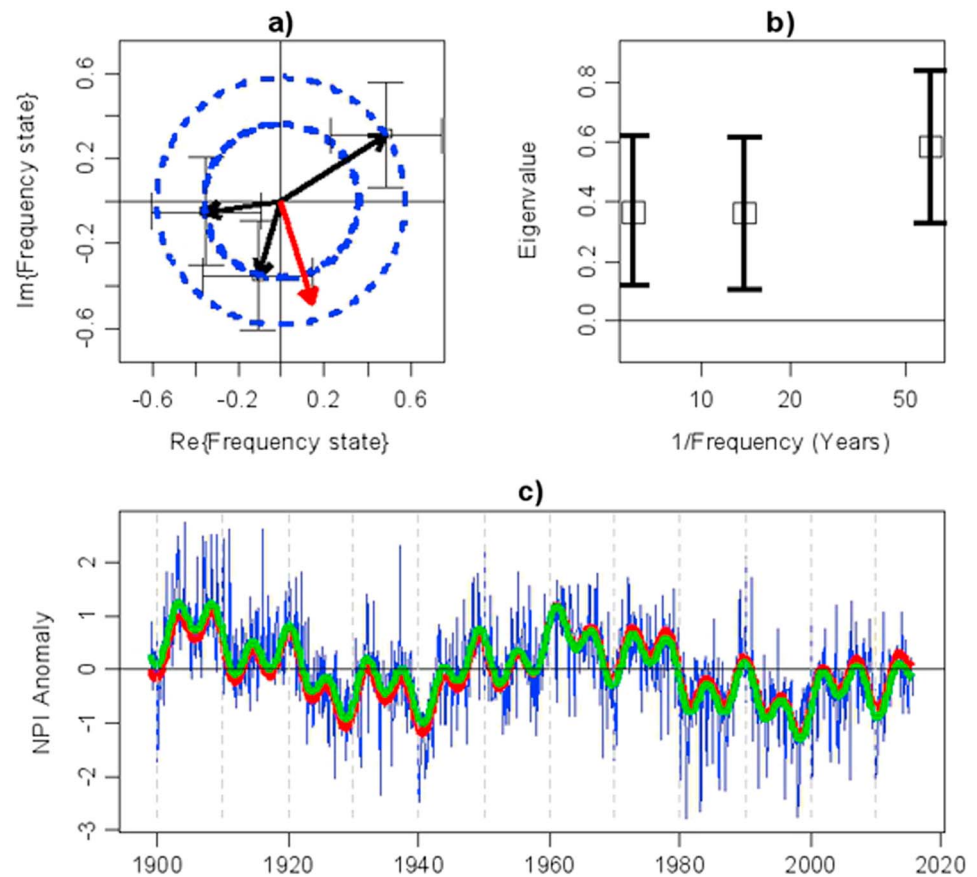 a)
Im{Frequency state}
0.6
0.2
-0.2
-0.6
-0.6 -0.2 0.2 0.6
Re{Frequency state}
b)
Eigenvalue
0.8
0.6
0.4
0.2
0.0
10 20 50
1/Frequency (Years)
c)
NPI Anomaly
2
1
0
-1
-2
-3
1900 1920 1940 1960 1980 2000 2020